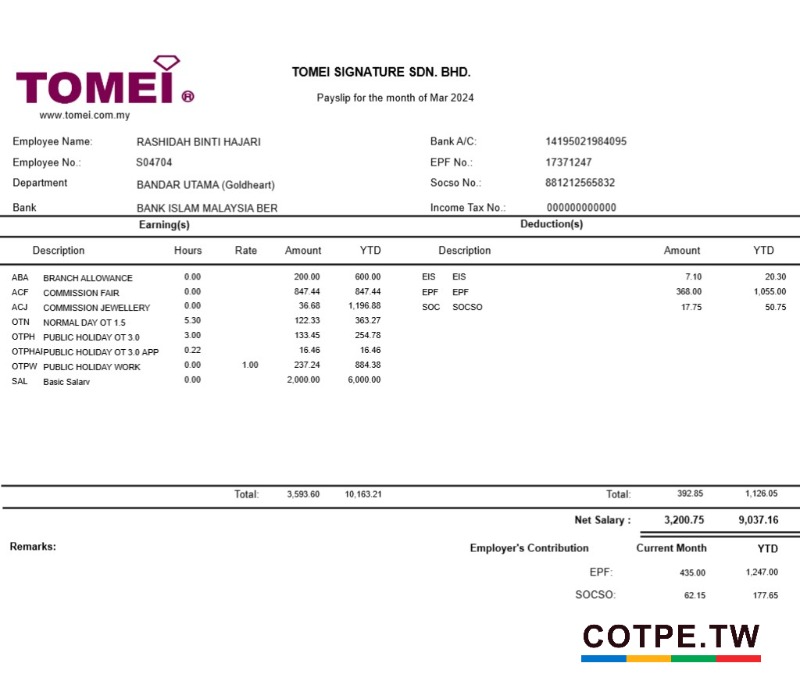 TOMEI®
www.tomei.com.my
TOMEI SIGNATURE SDN. BHD.
Payslip for the month of Mar 2024
Employee Name: RASHIDAH BINTI HAJARI Bank A/C: 14195021984095
Employee No.: S04704 EPF No.: 17371247
Department BANDAR UTAMA (Goldheart) Socso No.: 881212565832
Bank BANK ISLAM MALAYSIA BER Income Tax No.: 000000000000
Earning(s) Deduction(s)
Description Hours Rate Amount YTD Description Amount YTD
ABA BRANCH ALLOWANCE 0.00 200.00 600.00 EIS EIS 7.10 20.30
ACF COMMISSION FAIR 0.00 847.44 847.44 EPF EPF 368.00 1,055.00
ACJ COMMISSION JEWELLERY 0.00 36.68 1,196.88 SOC SOCSO 17.75 50.75
OTN NORMAL DAY OT 1.5 5.30 122.33 363.27
OTPH PUBLIC HOLIDAY OT 3.0 3.00 133.45 254.78
OTPHAIPUBLIC HOLIDAY OT 3.0 APP 0.22 16.46 16.46
OTPW PUBLIC HOLIDAY WORK 0.00 1.00 237.24 884.38
SAL Basic Salary 0.00 2,000.00 6,000.00
Total: 3,593.60 10,163.21 Total: 392.85 1,126.05
Net Salary : 3,200.75 9,037.16
Remarks: Employer's Contribution Current Month YTD
EPF: 435.00 1,247.00
SOCSO: 62.15 177.65
COTPE.TW